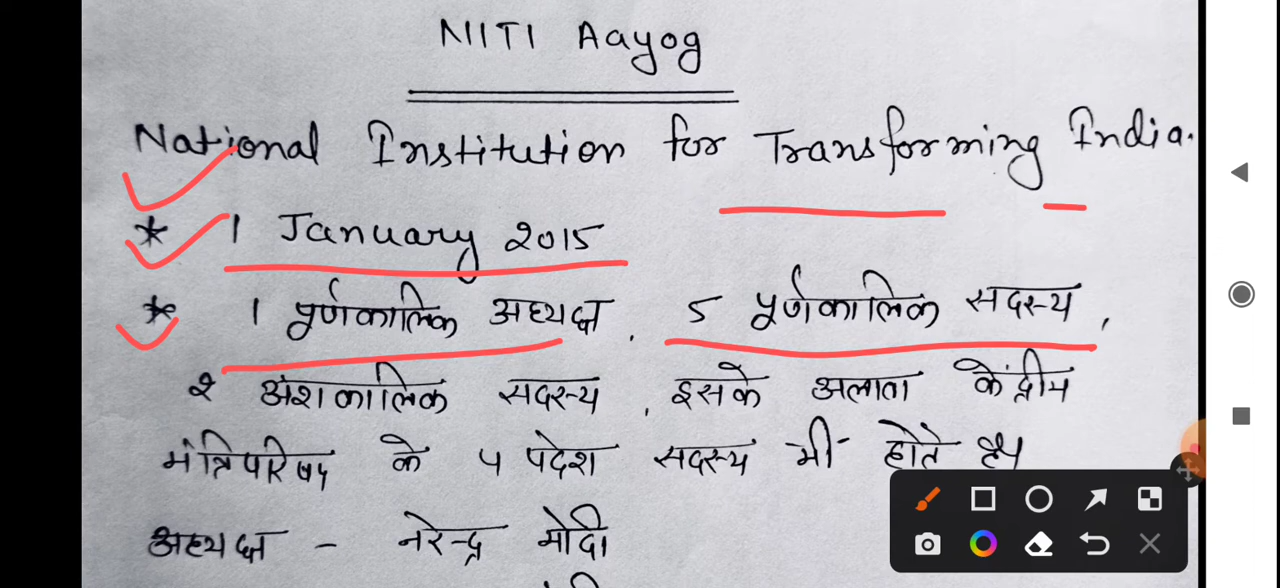 NITI Aayog
National Institution for Transforming India.
* 1 January 2015
* 1 पूर्णकालिक अध्यक्ष, 5 पूर्णकालिक सदस्य,
2 अंशकालिक सदस्य, इसके अलावा केंद्रीय
मंत्रिपरिषद के 4 पदेश सदस्य भी होते है।
अध्यक्ष - नरेन्द्र मोदी